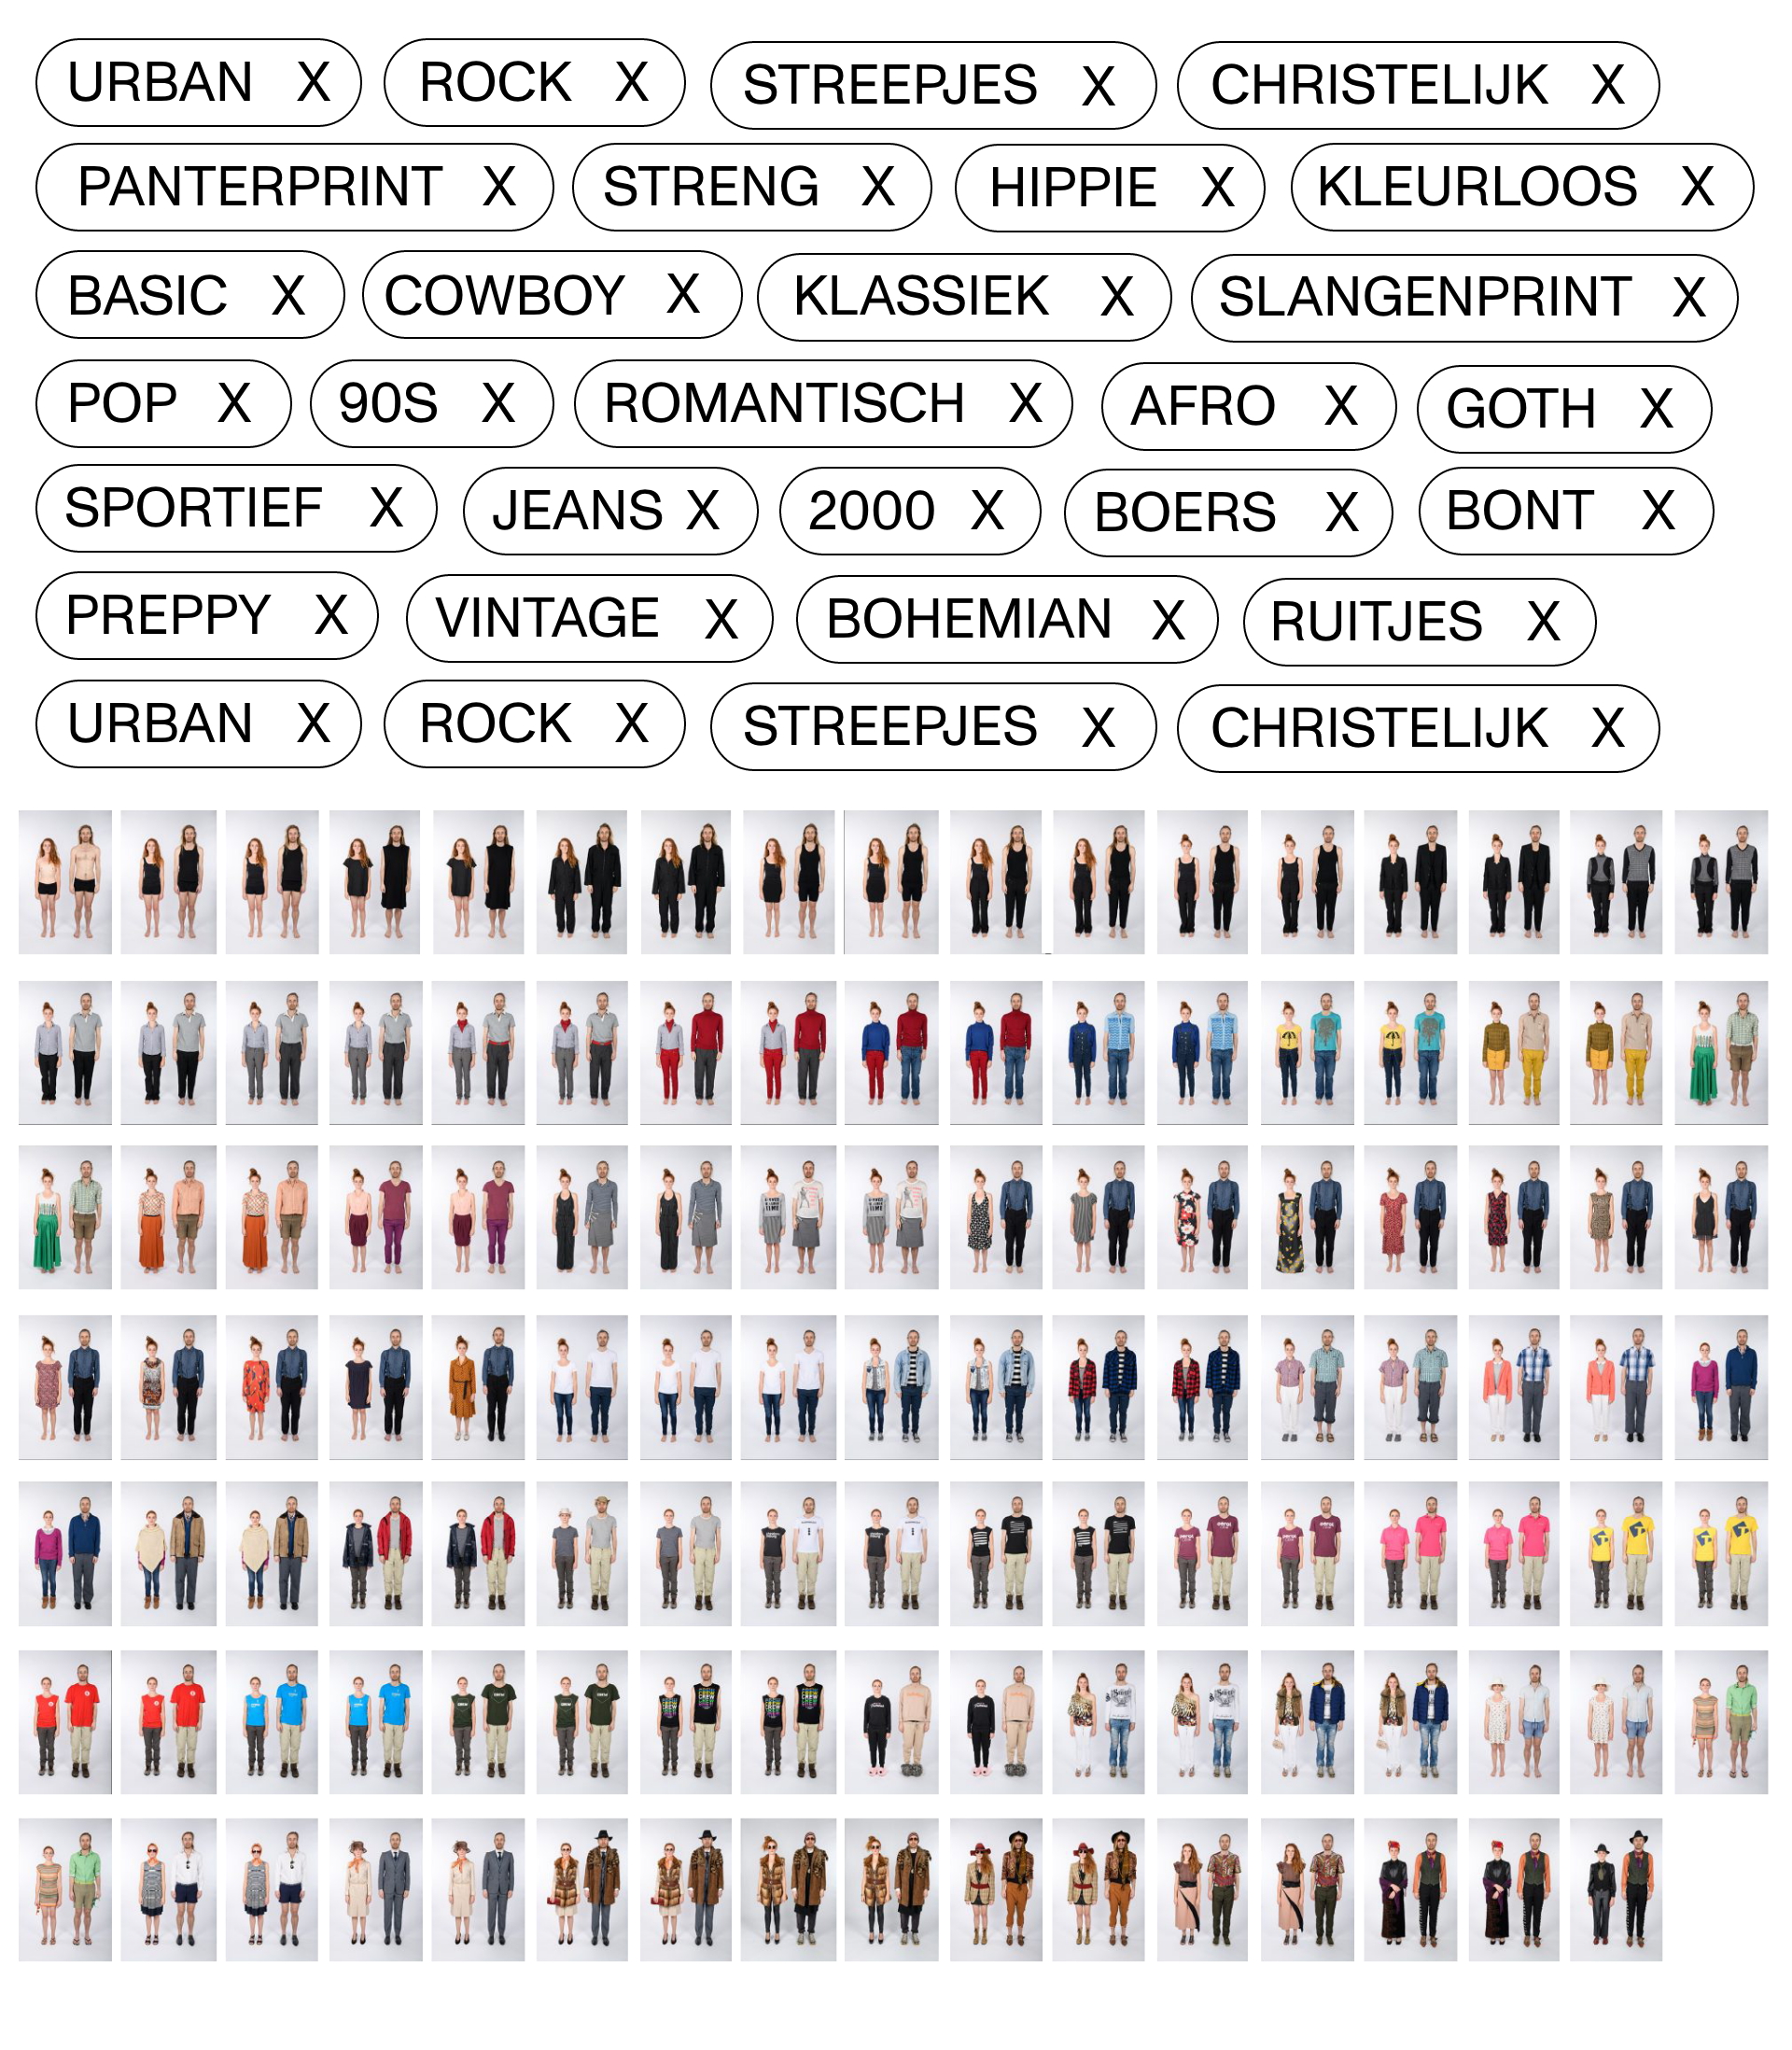 URBAN X ROCK X STREEPJES X CHRISTELIJK X
PANTERPRINT X STRENG X HIPPIE X KLEURLOOS X
BASIC X COWBOY X KLASSIEK X SLANGENPRINT X
POP X 90S X ROMANTISCH X AFRO X GOTH X
SPORTIEF X JEANS X 2000 X BOERS X BONT X
PREPPY X VINTAGE X BOHEMIAN X RUITJES X
URBAN X ROCK X STREEPJES X CHRISTELIJK X